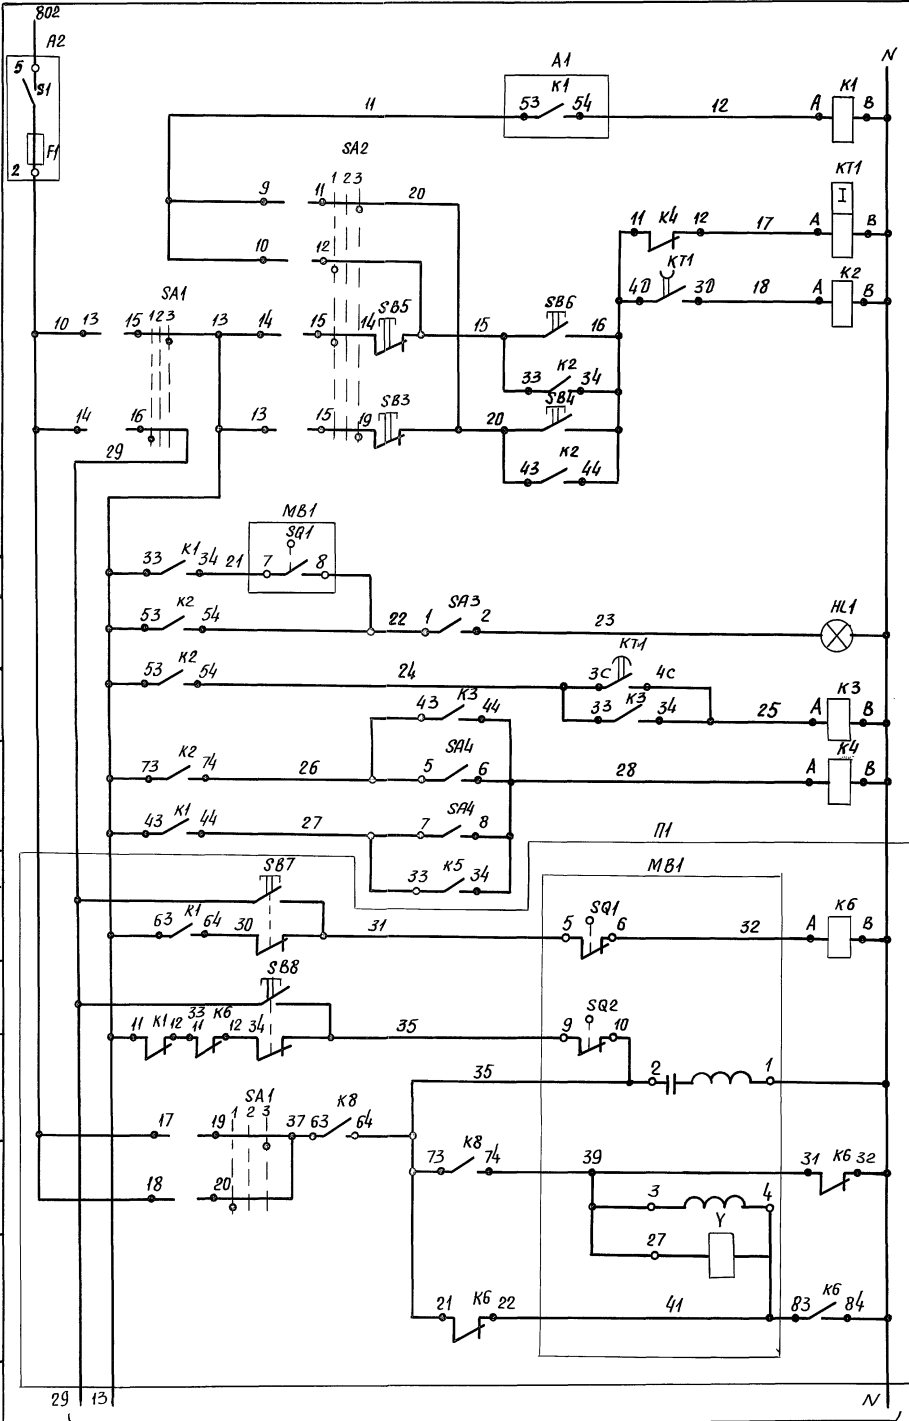 802
A2
N
5
S1
F1
2
A1
K1
53 54
11
12
A K1 B
SA2
1 2 3
KT1
I
9 11 20
11 K4 12 17 A B
10 12
KT1
4D 3D 18 A K2 B
SA1
10 13 15 1 2 3 13 14 15 14 SB5 15 SB6 16
33 K2 34
14 16 13 15 19 SB3 20 SB4
29
43 K2 44
MB1
SQ1
33 K1 34 21 7 8
53 K2 54 22 1 SA3 2 23 HL1
53 K2 54 24 3C KT1 4C
33 K3 34 25 A K3 B
43 K3 44
73 K2 74 26 5 SA4 6 28 A K4 B
43 K1 44 27 7 SA4 8
П1
33 K5 34
MB1
SB7
63 K1 64 30 31 5 SQ1 6 32 A K6 B
SB8
11 K1 12 33 11 K6 12 34 35 9 SQ2 10
35 2 1
SA1
17 19 1 2 3 37 63 K8 64
73 K8 74 39 31 K6 32
18 20
3 4
Y
27
21 K6 22 41 83 K6 84
29 13 N